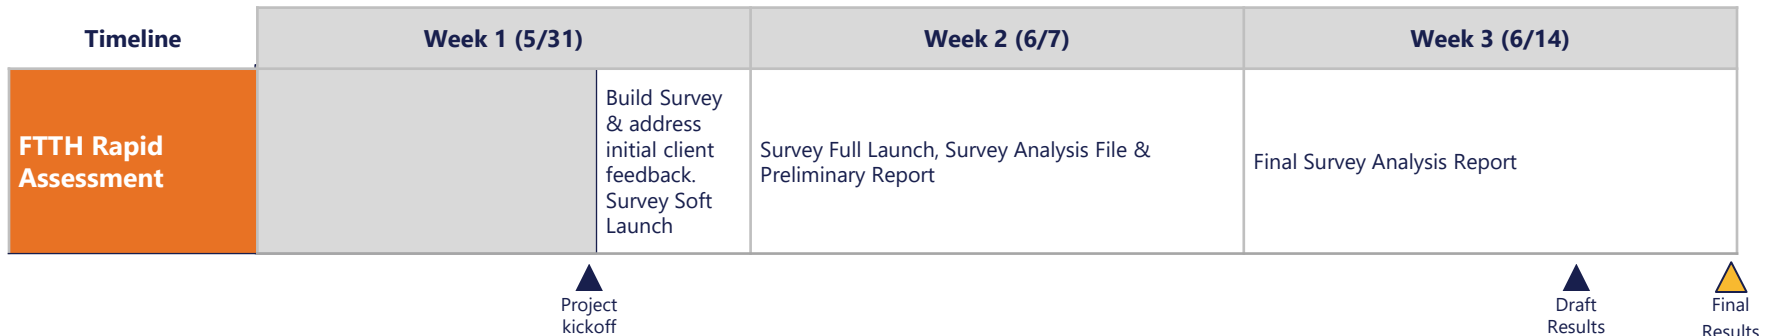 Timeline
Week 1 (5/31)
Week 2 (6/7)
Week 3 (6/14)
FTTH Rapid
Assessment
Build Survey
& address
initial client
feedback.
Survey Soft
Launch
Survey Full Launch, Survey Analysis File &
Preliminary Report
Final Survey Analysis Report
Project
kickoff
Draft
Results
Final
Results